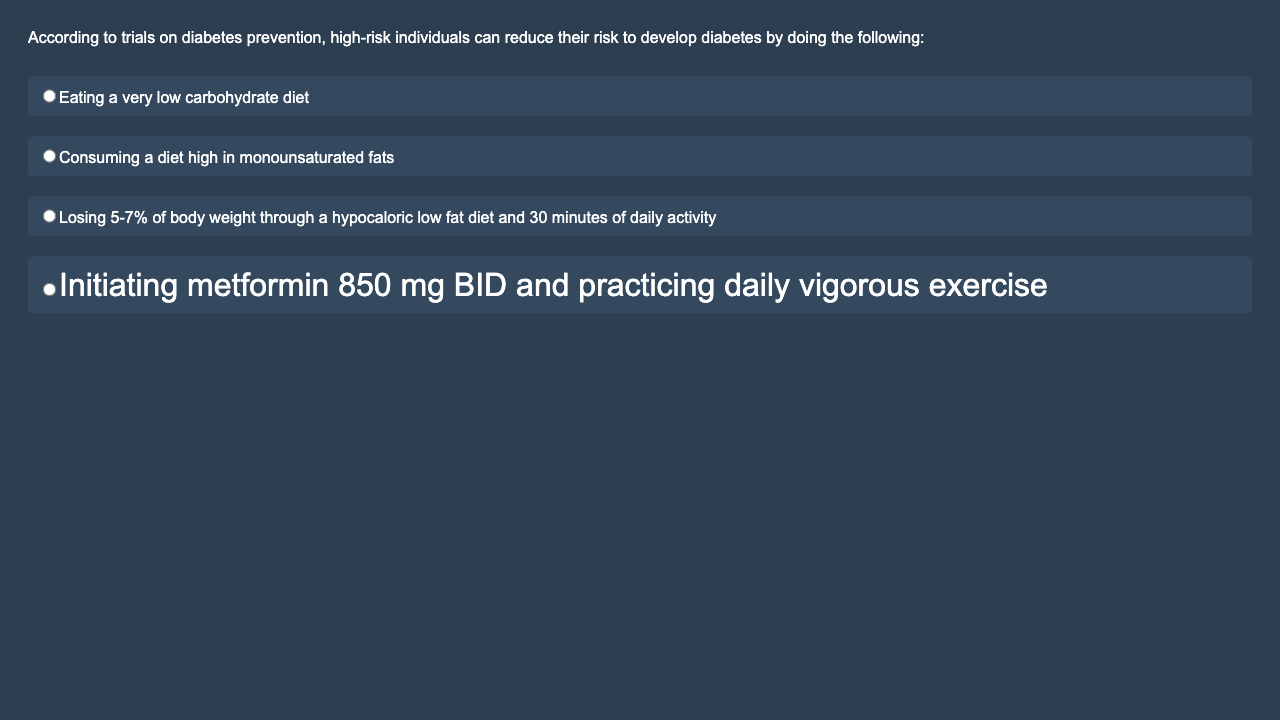 According to trials on diabetes prevention, high-risk individuals can reduce their risk to develop diabetes by doing the following:
Eating a very low carbohydrate diet
Consuming a diet high in monounsaturated fats
Losing 5-7% of body weight through a hypocaloric low fat diet and 30 minutes of daily activity
Initiating metformin 850 mg BID and practicing daily vigorous exercise